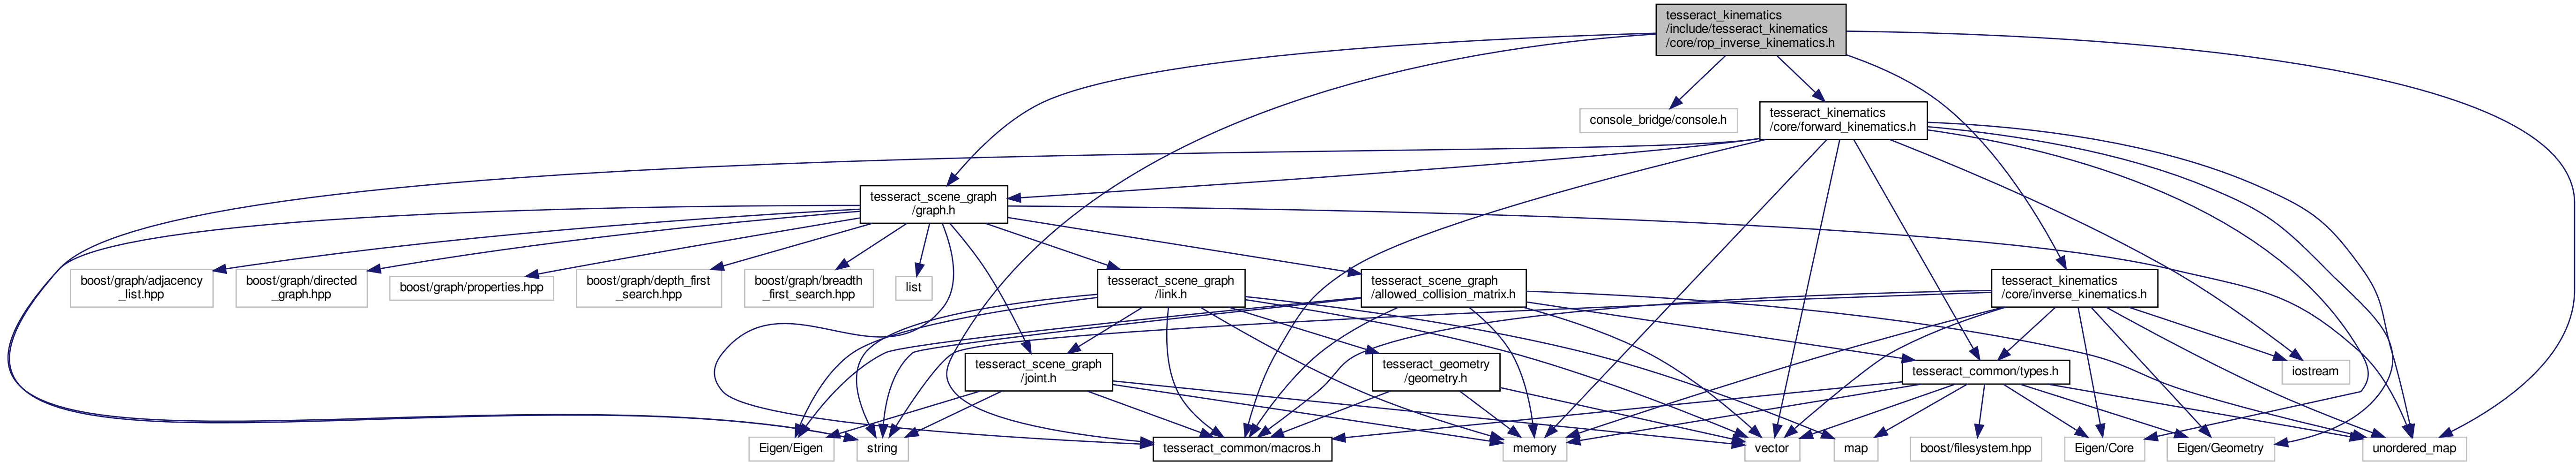 tesseract_kinematics
/include/tesseract_kinematics
/core/rop_inverse_kinematics.h
console_bridge/console.h
tesseract_kinematics
/core/forward_kinematics.h
tesseract_scene_graph
/graph.h
boost/graph/adjacency
_list.hpp
boost/graph/directed
_graph.hpp
boost/graph/properties.hpp
boost/graph/depth_first
_search.hpp
boost/graph/breadth
_first_search.hpp
list
tesseract_scene_graph
/link.h
tesseract_scene_graph
/allowed_collision_matrix.h
tesseract_kinematics
/core/inverse_kinematics.h
tesseract_scene_graph
/joint.h
tesseract_geometry
/geometry.h
tesseract_common/types.h
iostream
Eigen/Eigen
string
tesseract_common/macros.h
memory
vector
map
boost/filesystem.hpp
Eigen/Core
Eigen/Geometry
unordered_map